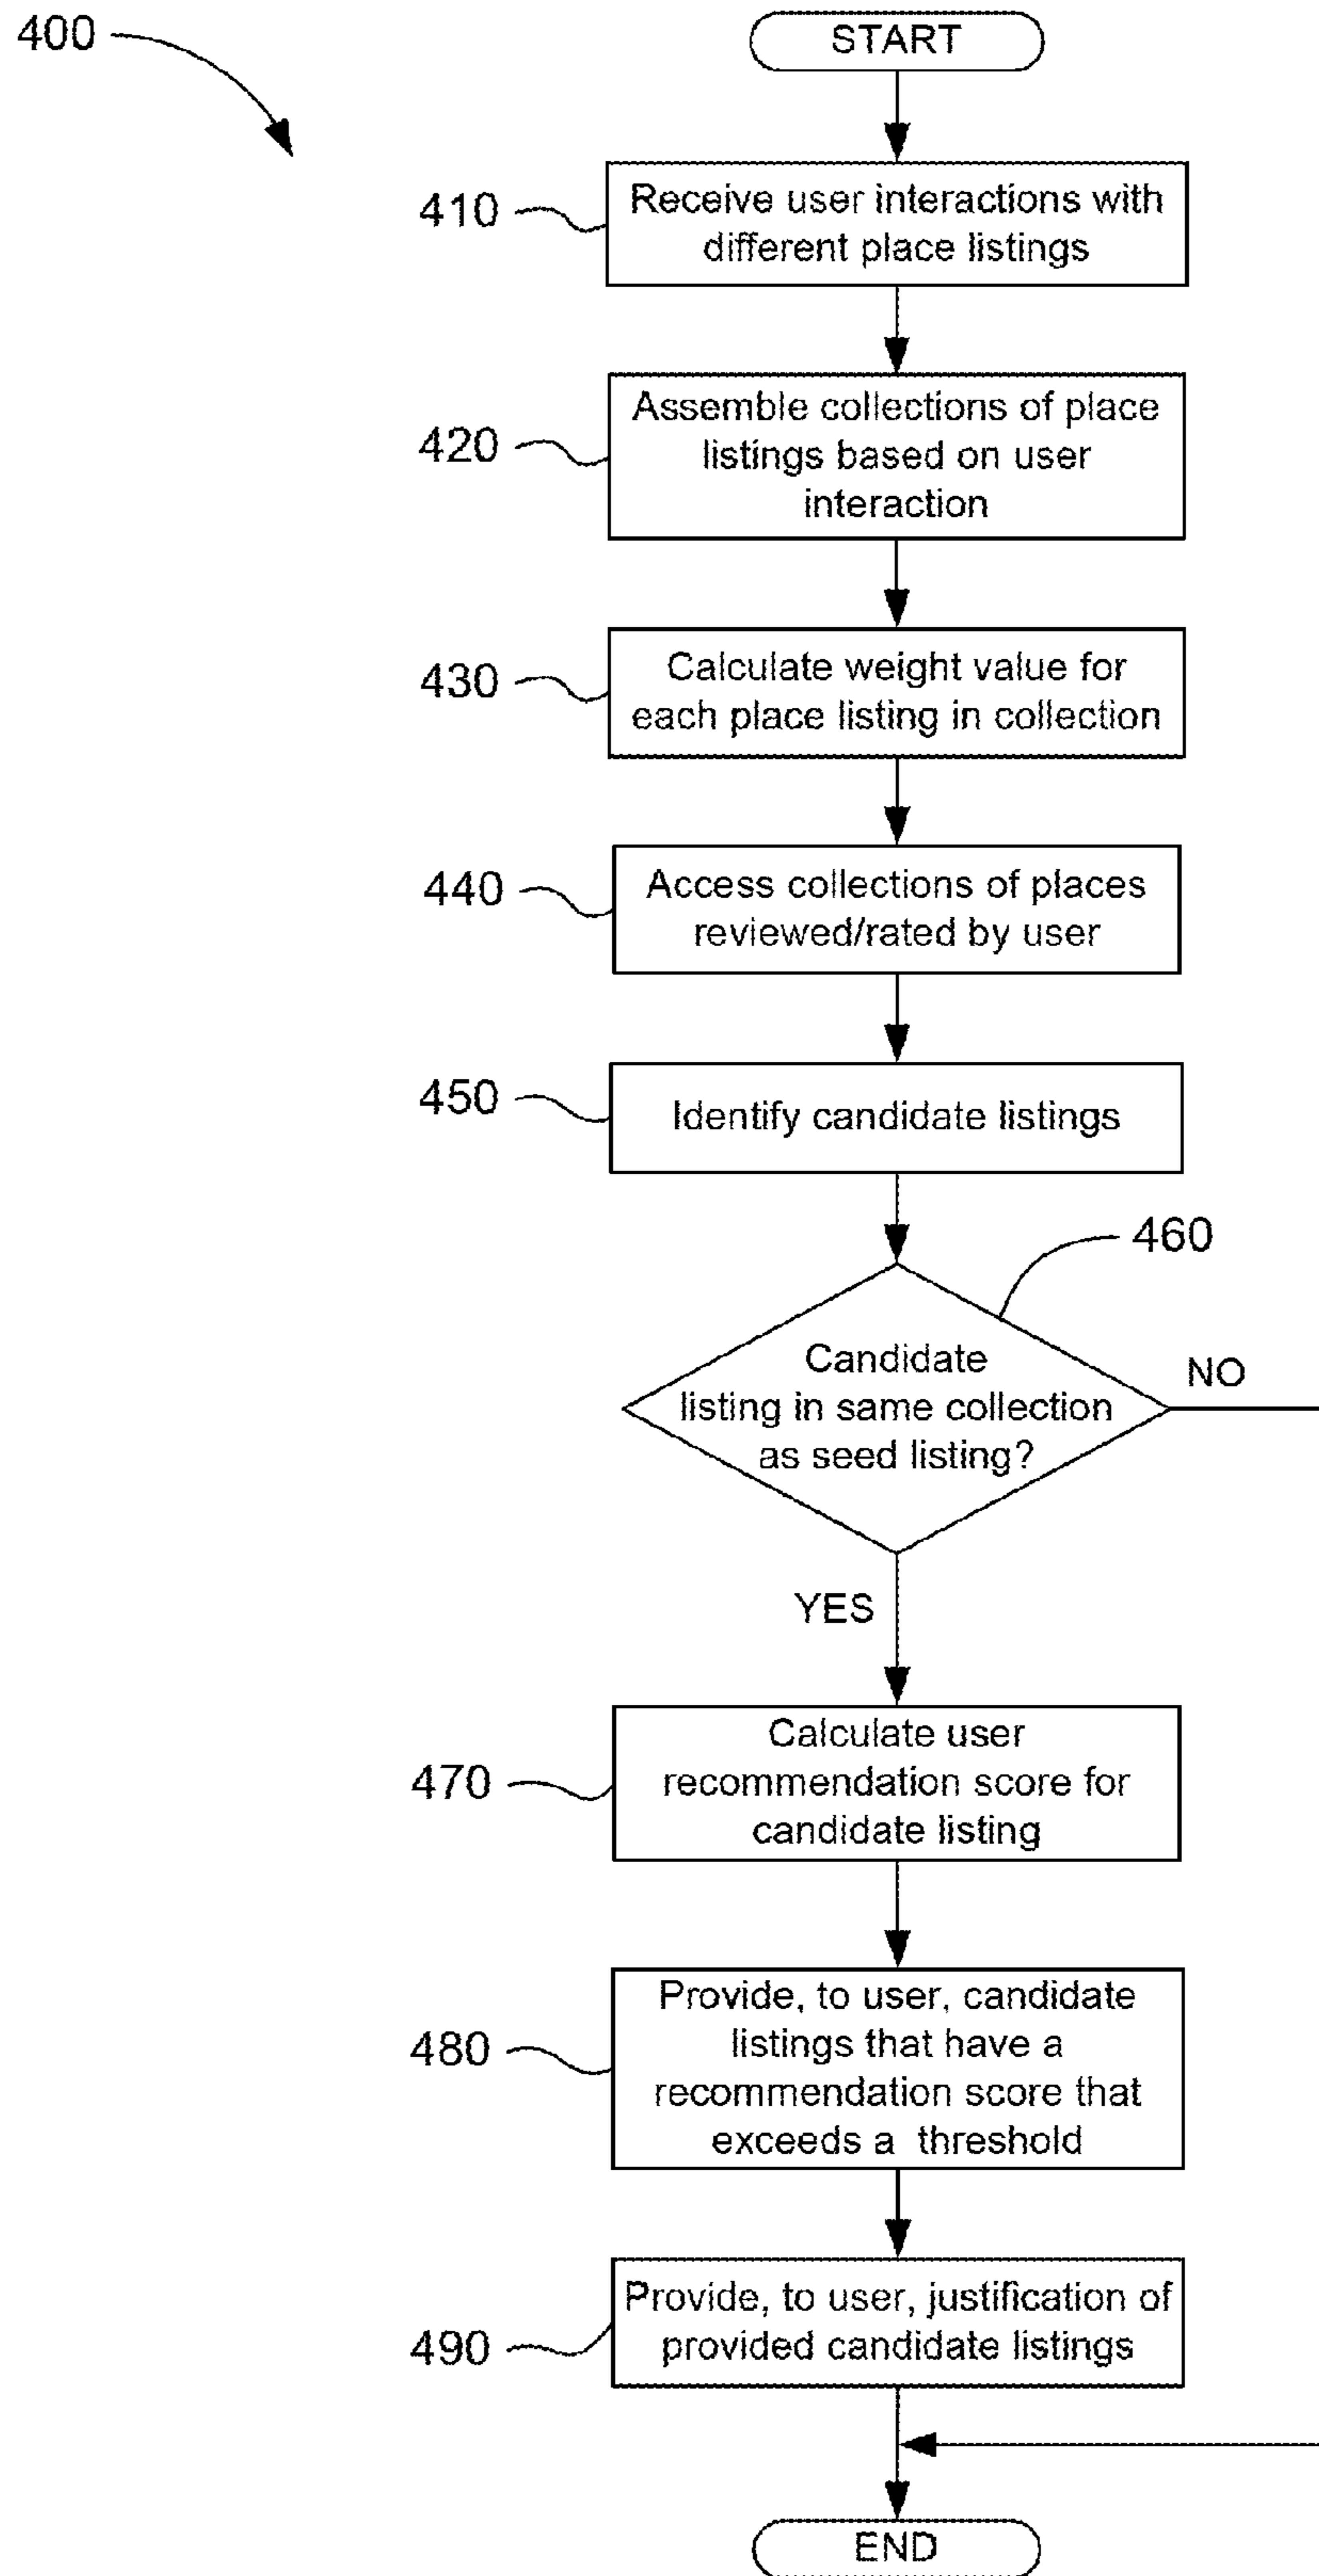 400
START
410
Receive user interactions with
different place listings
420
Assemble collections of place
listings based on user
interaction
430
Calculate weight value for
each place listing in collection
440
Access collections of places
reviewed/rated by user
450
Identify candidate listings
460
Candidate
listing in same collection
as seed listing?
NO
YES
470
Calculate user
recommendation score for
candidate listing
480
Provide, to user, candidate
listings that have a
recommendation score that
exceeds a threshold
490
Provide, to user, justification of
provided candidate listings
END